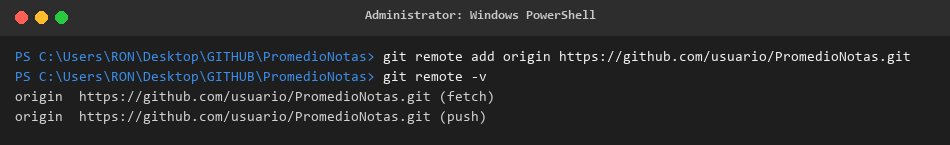 Administrator: Windows PowerShell
PS C:\Users\RON\Desktop\GITHUB\PromedioNotas> git remote add origin https://github.com/usuario/PromedioNotas.git
PS C:\Users\RON\Desktop\GITHUB\PromedioNotas> git remote -v
origin  https://github.com/usuario/PromedioNotas.git (fetch)
origin  https://github.com/usuario/PromedioNotas.git (push)